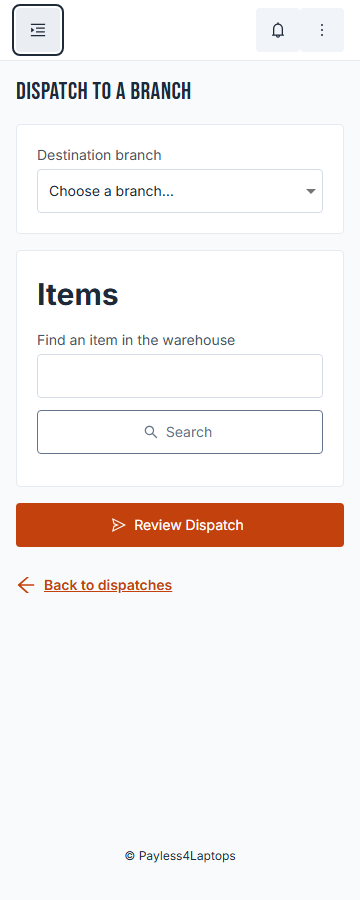 DISPATCH TO A BRANCH
Destination branch
Choose a branch...
Items
Find an item in the warehouse
Search
Review Dispatch
Back to dispatches
© Payless4Laptops